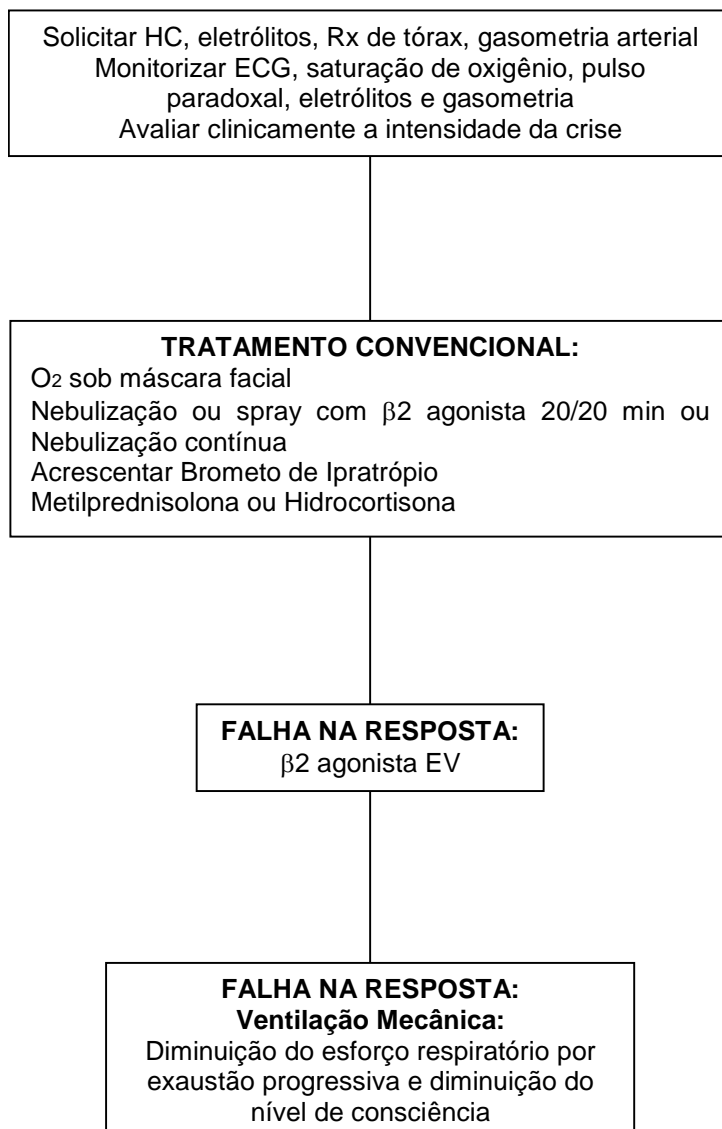 Solicitar HC, eletrólitos, Rx de tórax, gasometria arterial
Monitorizar ECG, saturação de oxigênio, pulso
paradoxal, eletrólitos e gasometria
Avaliar clinicamente a intensidade da crise
TRATAMENTO CONVENCIONAL:
O2 sob máscara facial
Nebulização ou spray com β2 agonista 20/20 min ou
Nebulização contínua
Acrescentar Brometo de Ipratrópio
Metilprednisolona ou Hidrocortisona
FALHA NA RESPOSTA:
β2 agonista EV
FALHA NA RESPOSTA:
Ventilação Mecânica:
Diminuição do esforço respiratório por
exaustão progressiva e diminuição do
nível de consciência